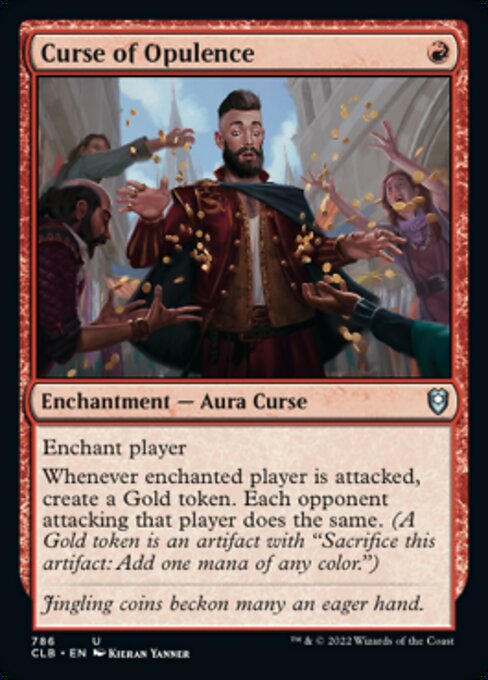 Curse of Opulence
Enchantment — Aura Curse
Enchant player
Whenever enchanted player is attacked,
create a Gold token. Each opponent
attacking that player does the same. (A
Gold token is an artifact with “Sacrifice this
artifact: Add one mana of any color.”)
Jingling coins beckon many an eager hand.
786 U
CLB • EN Kieran Yanner
™ & © 2022 Wizards of the Coast